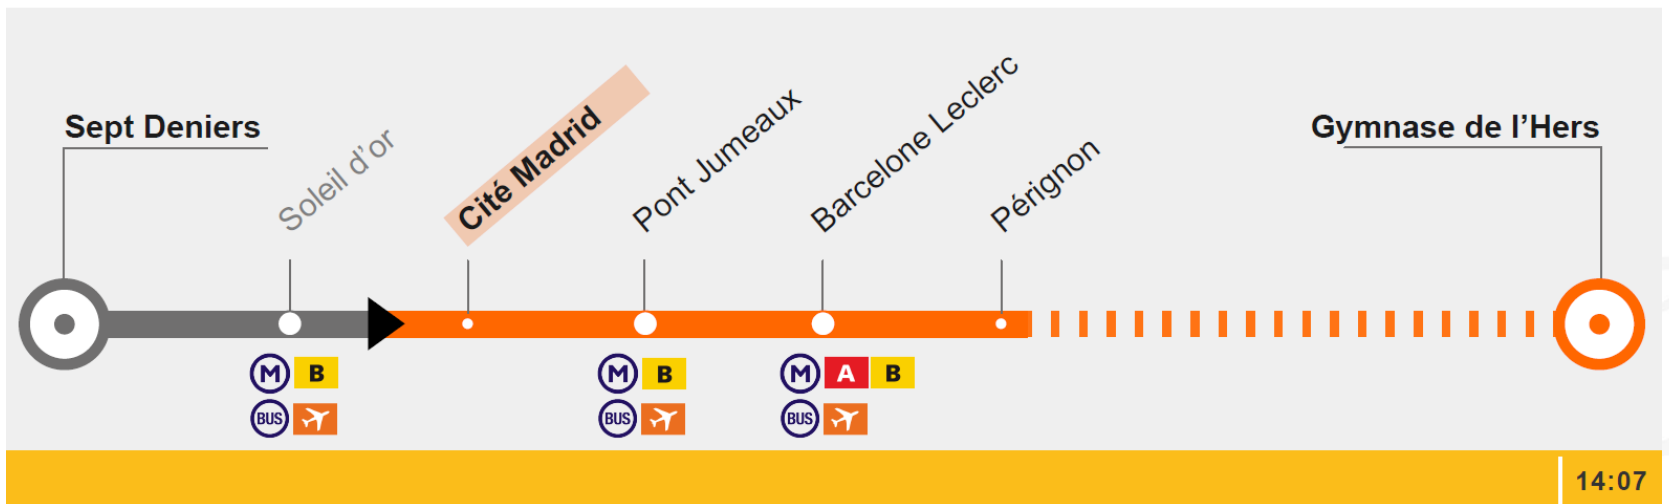 Sept Deniers
Soleil d'or
Cité Madrid
Pont Jumeaux
Barcelone Leclerc
Pérignon
Gymnase de l'Hers
M B
BUS
M B
BUS
M A B
BUS
14:07